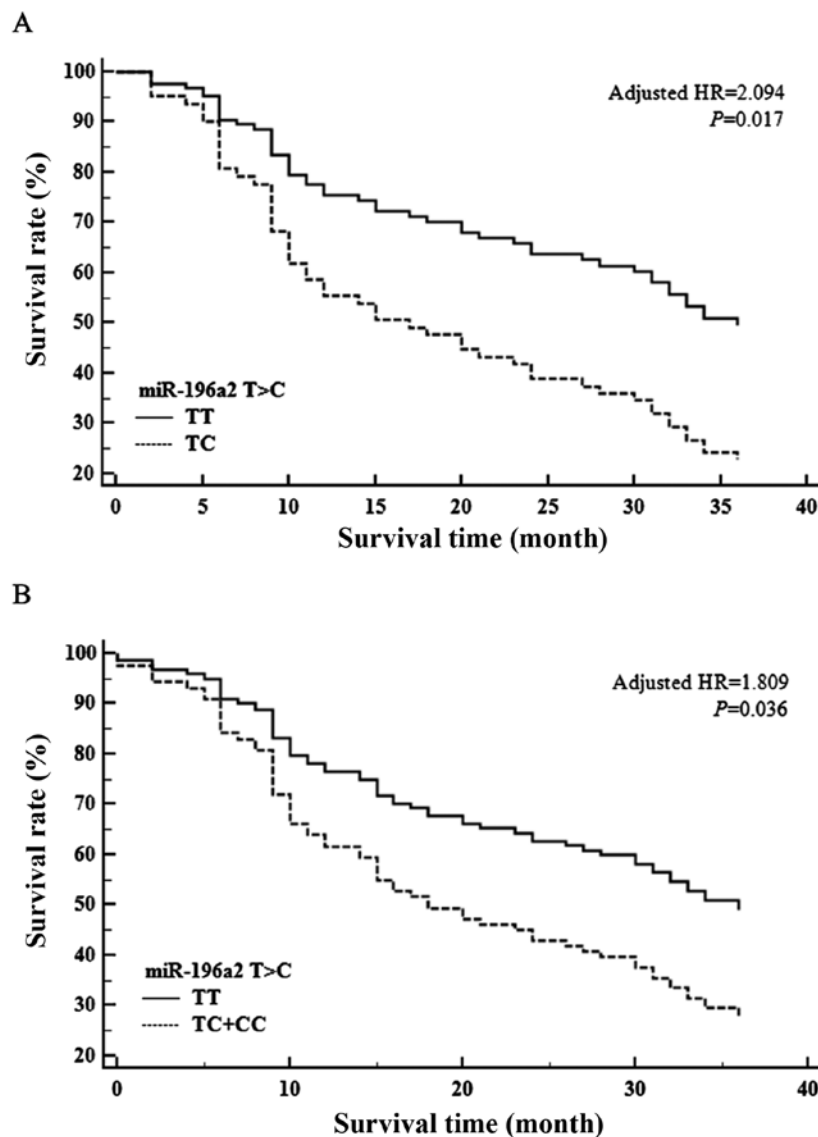 A
Adjusted HR=2.094
P=0.017
Survival rate (%)
100
90
80
70
60
50
40
30
20
miR-196a2 T>C
TT
TC
0 5 10 15 20 25 30 35 40
Survival time (month)
B
Adjusted HR=1.809
P=0.036
Survival rate (%)
100
90
80
70
60
50
40
30
20
miR-196a2 T>C
TT
TC+CC
0 10 20 30 40
Survival time (month)